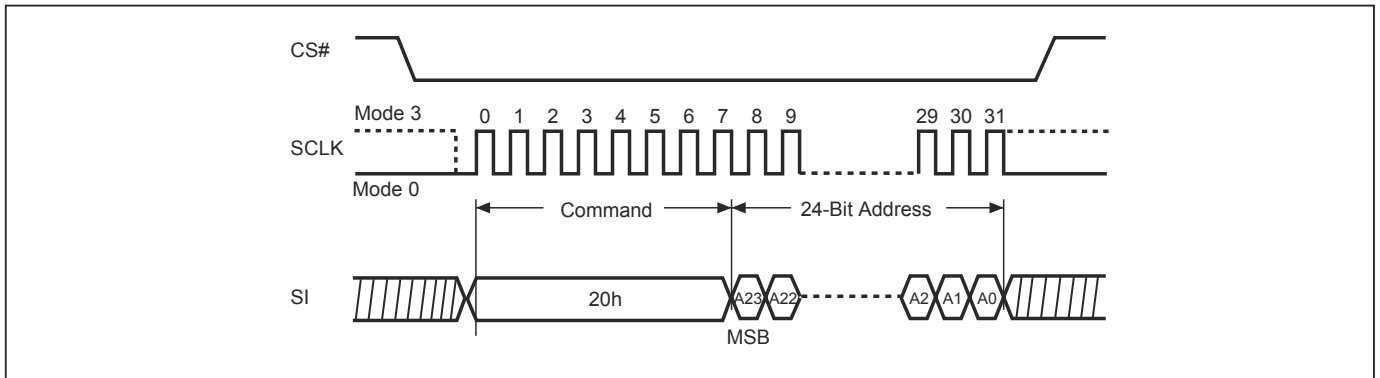 CS#
Mode 3
0 1 2 3 4 5 6 7 8 9 29 30 31
SCLK
Mode 0
Command 24-Bit Address
SI 20h A23 A22 A2 A1 A0
MSB